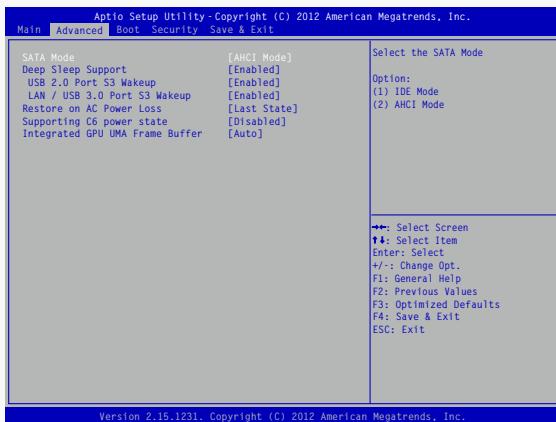 Aptio Setup Utility - Copyright (C) 2012 American Megatrends, Inc.
Main Advanced Boot Security Save & Exit
SATA Mode [AHCI Mode]
Deep Sleep Support [Enabled]
USB 2.0 Port S3 Wakeup [Enabled]
LAN / USB 3.0 Port S3 Wakeup [Enabled]
Restore on AC Power Loss [Last State]
Supporting C6 power state [Disabled]
Integrated GPU UMA Frame Buffer [Auto]
Select the SATA Mode
Option:
(1) IDE Mode
(2) AHCI Mode
→←: Select Screen
↑↓: Select Item
Enter: Select
+/-: Change Opt.
F1: General Help
F2: Previous Values
F3: Optimized Defaults
F4: Save & Exit
ESC: Exit
Version 2.15.1231. Copyright (C) 2012 American Megatrends, Inc.